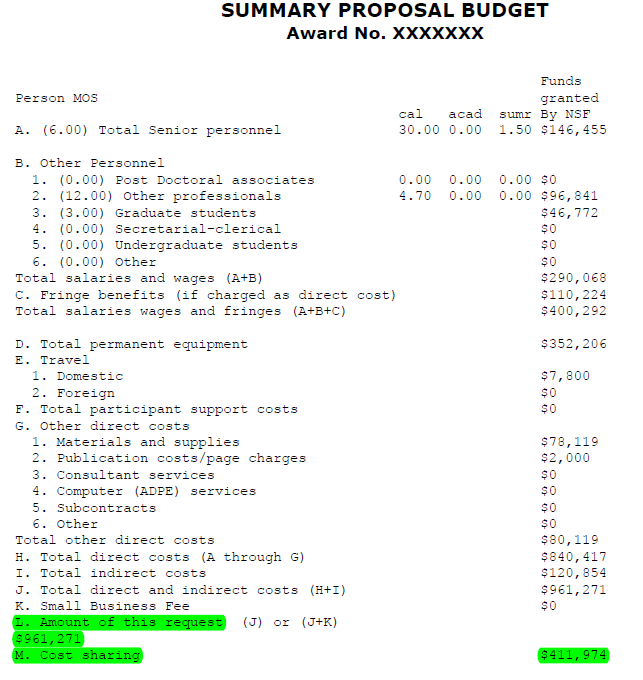 SUMMARY PROPOSAL BUDGET
Award No. XXXXXXX
Funds
Person MOS granted
cal acad sumr By NSF
A. (6.00) Total Senior personnel 30.00 0.00 1.50 $146,455
B. Other Personnel
1. (0.00) Post Doctoral associates 0.00 0.00 0.00 $0
2. (12.00) Other professionals 4.70 0.00 0.00 $96,841
3. (3.00) Graduate students $46,772
4. (0.00) Secretarial-clerical $0
5. (0.00) Undergraduate students $0
6. (0.00) Other $0
Total salaries and wages (A+B) $290,068
C. Fringe benefits (if charged as direct cost) $110,224
Total salaries wages and fringes (A+B+C) $400,292
D. Total permanent equipment $352,206
E. Travel
1. Domestic $7,800
2. Foreign $0
F. Total participant support costs $0
G. Other direct costs
1. Materials and supplies $78,119
2. Publication costs/page charges $2,000
3. Consultant services $0
4. Computer (ADPE) services $0
5. Subcontracts $0
6. Other $0
Total other direct costs $80,119
H. Total direct costs (A through G) $840,417
I. Total indirect costs $120,854
J. Total direct and indirect costs (H+I) $961,271
K. Small Business Fee $0
L. Amount of this request (J) or (J+K)
$961,271
M. Cost sharing $411,974